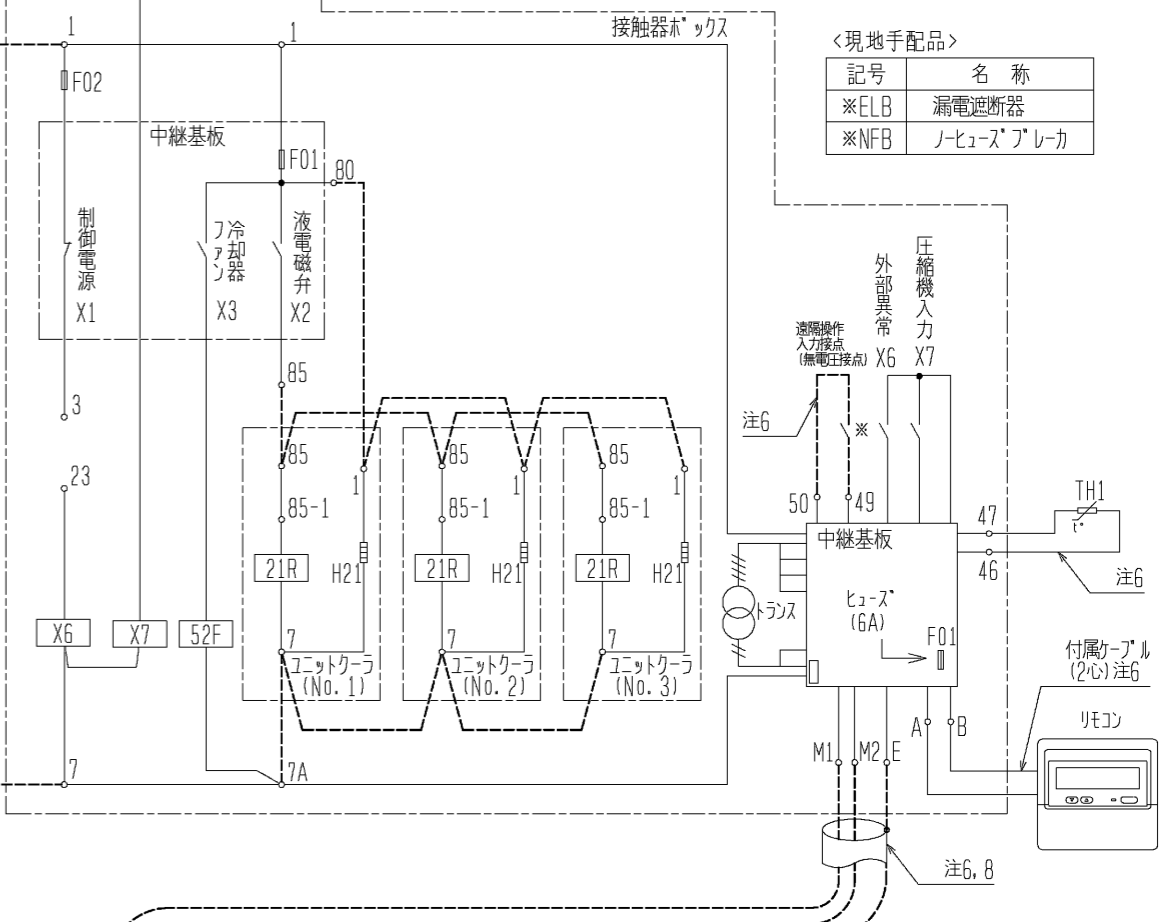 接触器ボックス
<現地手配品>
記号 名 称
※ELB 漏電遮断器
※NFB ノーヒューズブレーカ
1
1
F02
中継基板
F01
80
制御電源
X1
冷却器
ファン
X3
液電磁弁
X2
外部異常
X6
圧縮機入力
X7
遠隔操作
入力接点
(無電圧接点)
※
注6
3
85
23
85
1
85
1
85
1
85-1
85-1
85-1
50
49
47
46
TH1
t°
注6
21R
H21
21R
H21
21R
H21
中継基板
ヒューズ
(6A)
F01
トランス
X6
X7
52F
7
ユニットクーラ
(No. 1)
7
ユニットクーラ
(No. 2)
7
ユニットクーラ
(No. 3)
付属ケーブル
(2心)注6
リモコン
A
B
M1
M2
E
7
7A
注6, 8